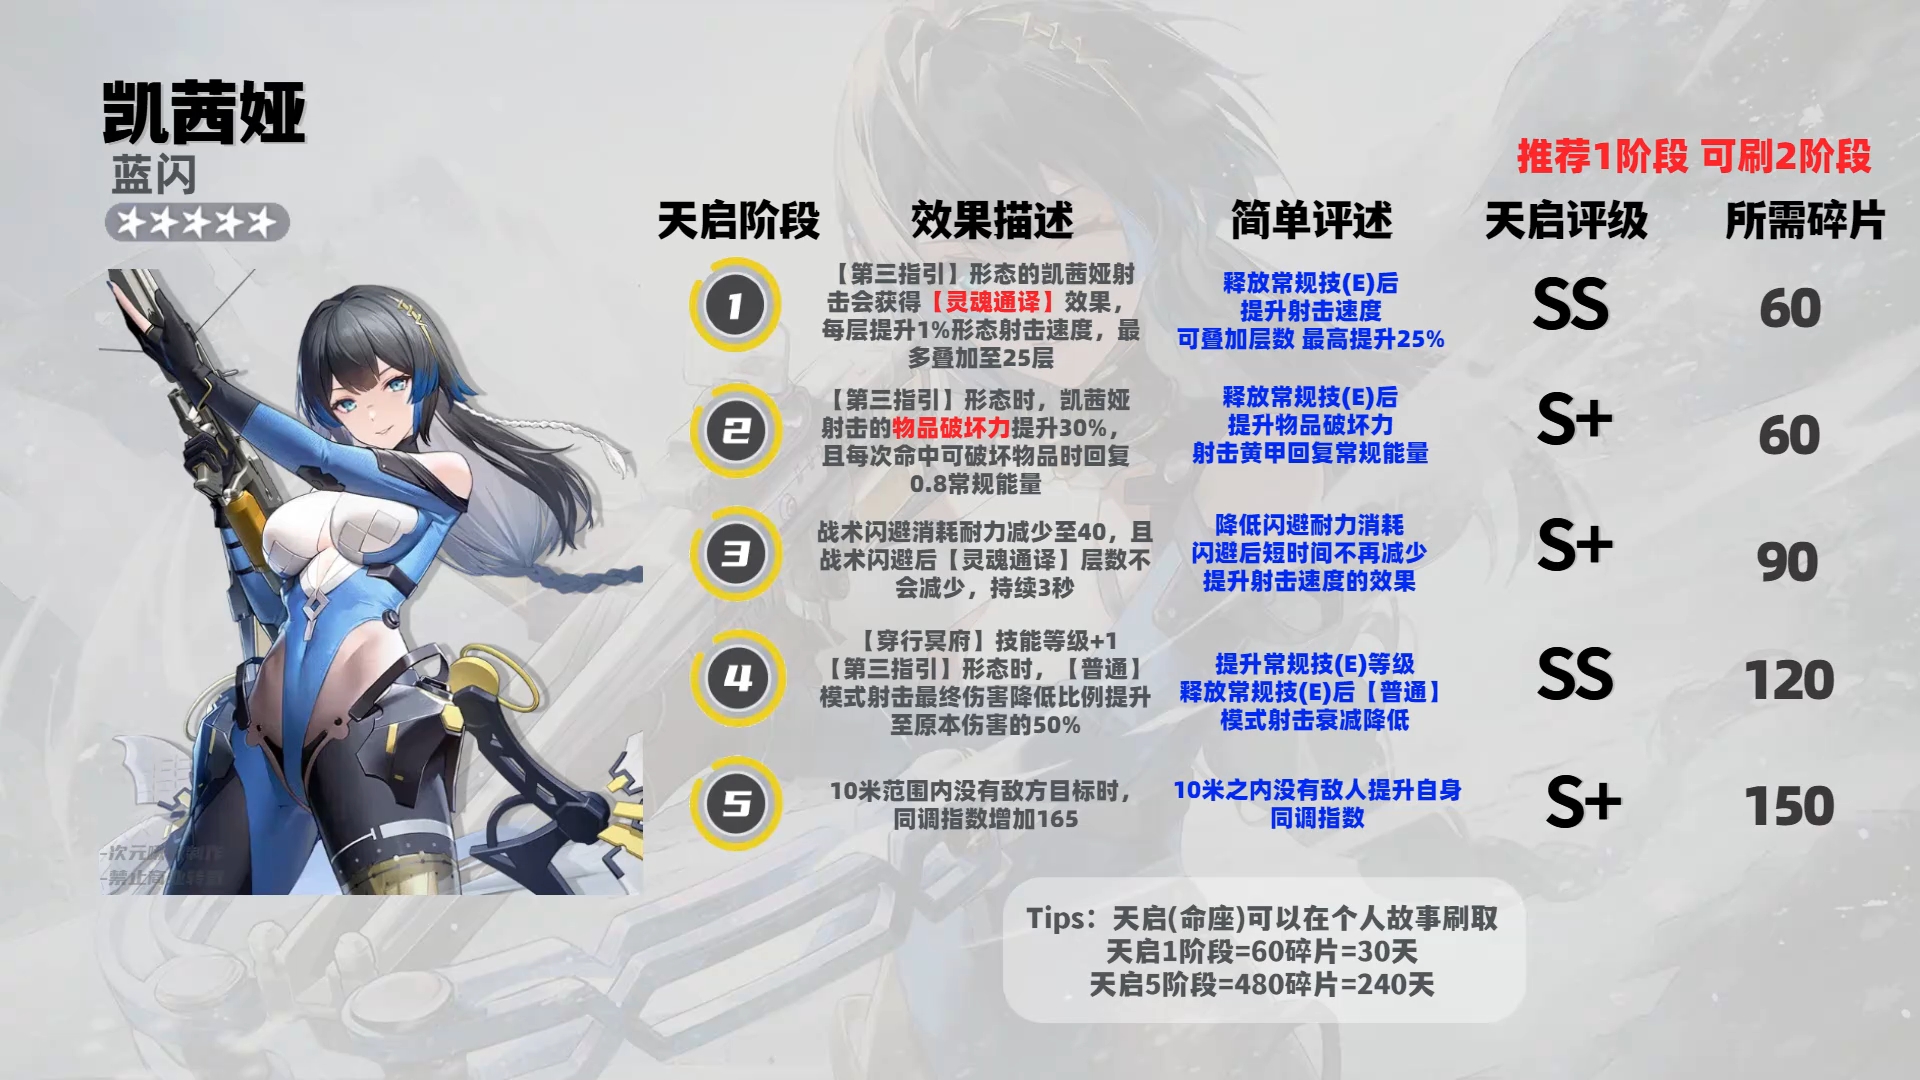 凯茜娅
蓝闪
推荐1阶段 可刷2阶段
天启阶段 效果描述 简单评述 天启评级 所需碎片
1
【第三指引】形态的凯茜娅射
击会获得【灵魂通译】效果，
每层提升1%形态射击速度，最
多叠加至25层
释放常规技(E)后
提升射击速度
可叠加层数 最高提升25%
SS
60
2
【第三指引】形态时，凯茜娅
射击的物品破坏力提升30%，
且每次命中可破坏物品时回复
0.8常规能量
释放常规技(E)后
提升物品破坏力
射击黄甲回复常规能量
S+
60
3
战术闪避消耗耐力减少至40，且
战术闪避后【灵魂通译】层数不
会减少，持续3秒
降低闪避耐力消耗
闪避后短时间不再减少
提升射击速度的效果
S+
90
4
【穿行冥府】技能等级+1
【第三指引】形态时，【普通】
模式射击最终伤害降低比例提升
至原本伤害的50%
提升常规技(E)等级
释放常规技(E)后【普通】
模式射击衰减降低
SS
120
5
10米范围内没有敌方目标时，
同调指数增加165
10米之内没有敌人提升自身
同调指数
S+
150
-次元
-禁止商业转载
Tips：天启(命座)可以在个人故事刷取
天启1阶段=60碎片=30天
天启5阶段=480碎片=240天